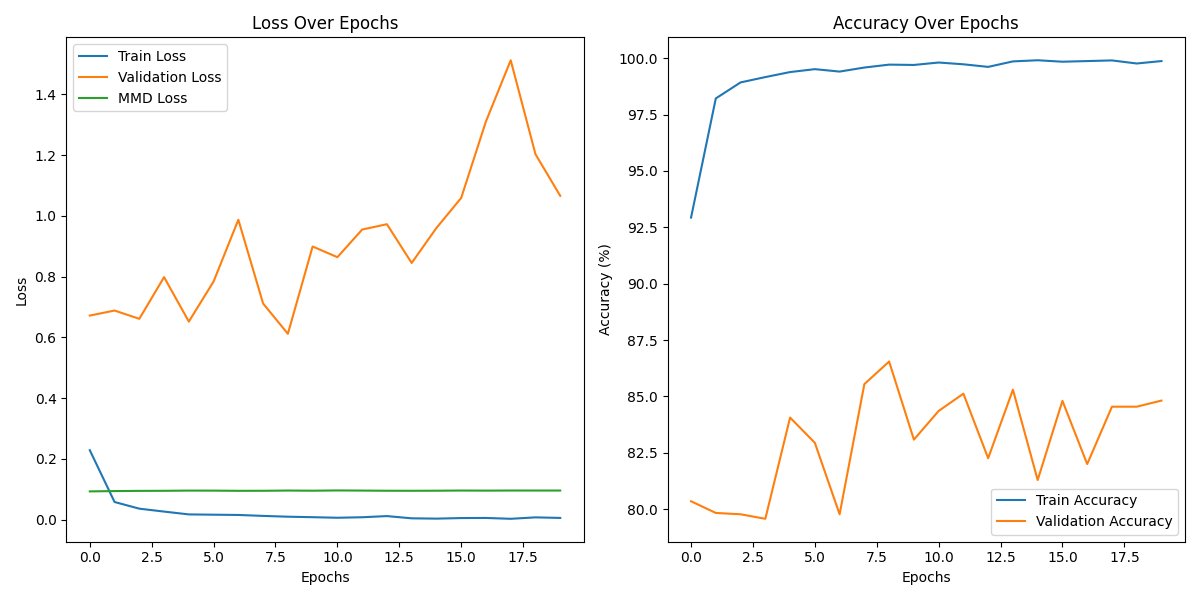 Loss Over Epochs
Train Loss
Validation Loss
MMD Loss
1.4
1.2
1.0
0.8
0.6
0.4
0.2
0.0
Loss
0.0 2.5 5.0 7.5 10.0 12.5 15.0 17.5
Epochs
Accuracy Over Epochs
100.0
97.5
95.0
92.5
90.0
87.5
85.0
82.5
80.0
Accuracy (%)
Train Accuracy
Validation Accuracy
0.0 2.5 5.0 7.5 10.0 12.5 15.0 17.5
Epochs